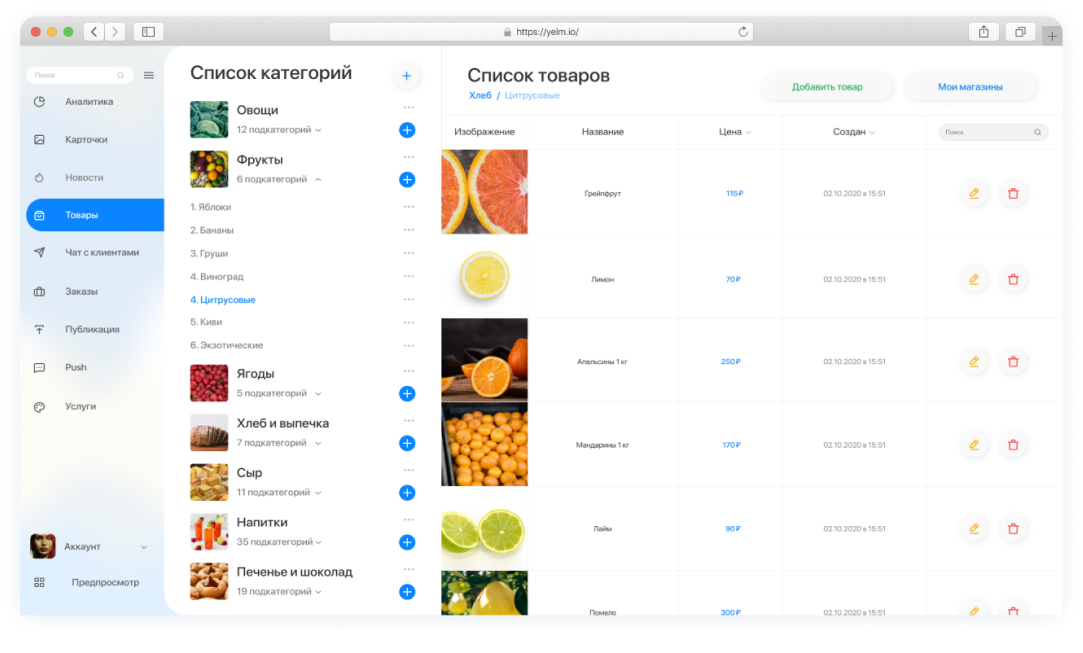 https://yelm.io/
Поиск
Аналитика
Карточки
Новости
Товары
Чат с клиентами
Заказы
Публикация
Push
Услуги
Аккаунт
Предпросмотр
Список категорий
Овощи
12 подкатегорий
Фрукты
6 подкатегорий
1. Яблоки
2. Бананы
3. Груши
4. Виноград
4. Цитрусовые
5. Киви
6. Экзотические
Ягоды
5 подкатегорий
Хлеб и выпечка
7 подкатегорий
Сыр
11 подкатегорий
Напитки
35 подкатегорий
Печенье и шоколад
19 подкатегорий
Список товаров
Хлеб / Цитрусовые
Добавить товар
Мои магазины
Изображение Название Цена Создан Поиск
Грейпфрут 115 ₽ 02.10.2020 в 15:51
Лимон 70 ₽ 02.10.2020 в 15:51
Апельсины 1 кг 250 ₽ 02.10.2020 в 15:51
Мандарины 1 кг 170 ₽ 02.10.2020 в 15:51
Лайм 90 ₽ 02.10.2020 в 15:51
Помело 300 ₽ 02.10.2020 в 15:51